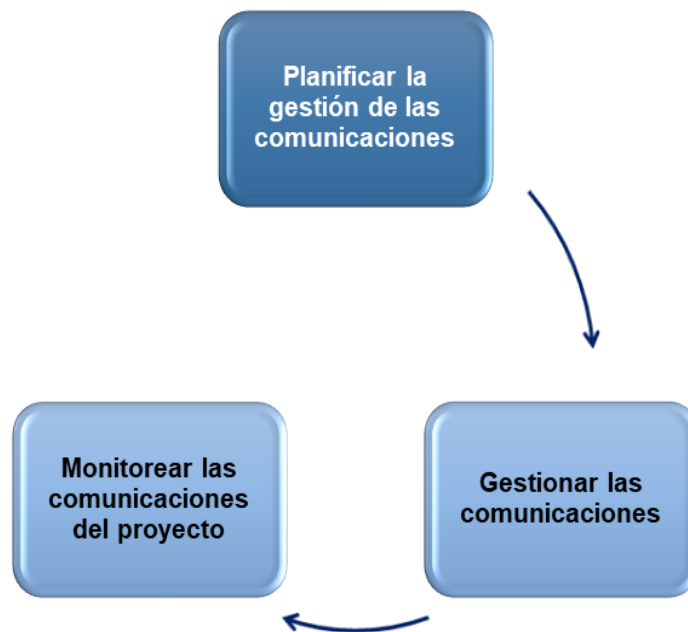 Planificar la
gestión de las
comunicaciones
Gestionar las
comunicaciones
Monitorear las
comunicaciones
del proyecto